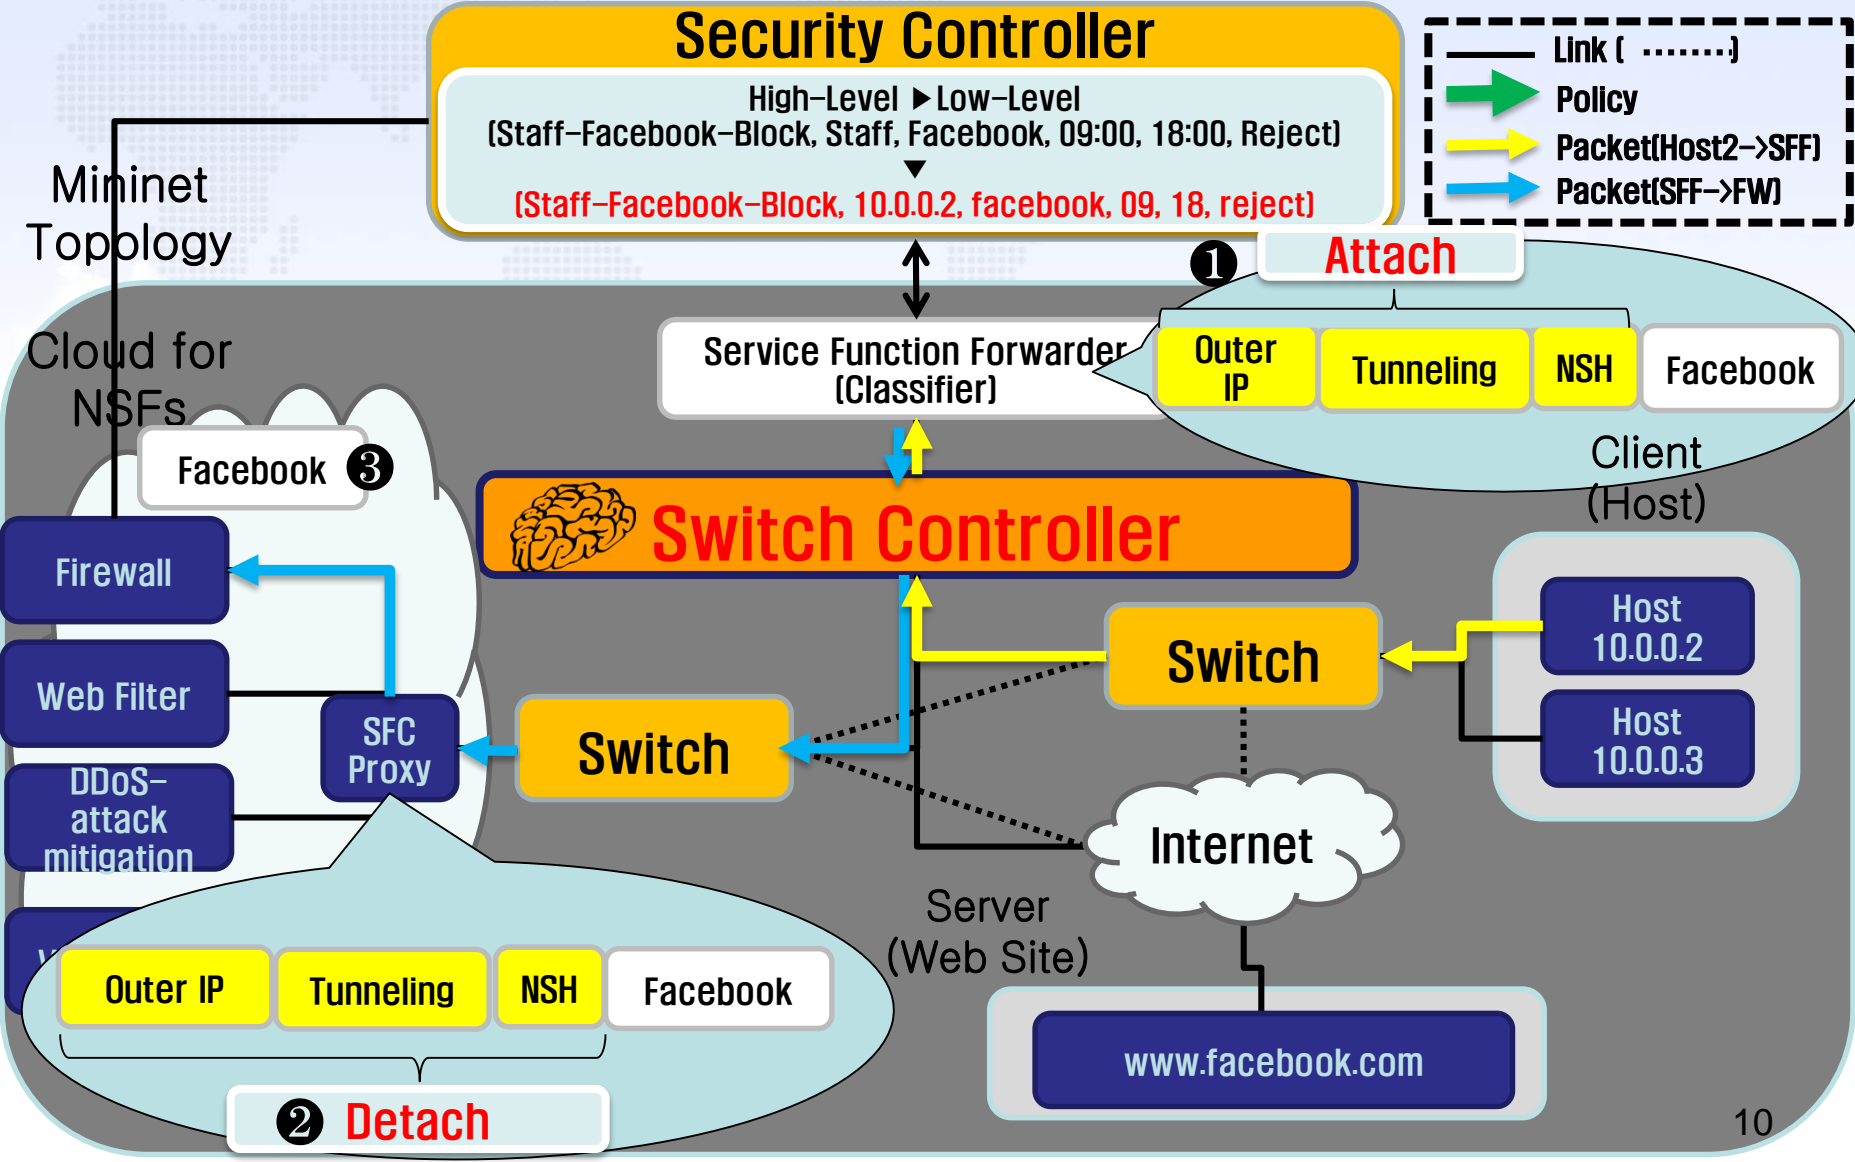 Security Controller
High-Level ▶Low-Level
(Staff-Facebook-Block, Staff, Facebook, 09:00, 18:00, Reject)
▼
(Staff-Facebook-Block, 10.0.0.2, facebook, 09, 18, reject)
Link ( ········)
Policy
Packet(Host2->SFF)
Packet(SFF->FW)
Mininet
Topology
❶
Attach
Service Function Forwarder
(Classifier)
Outer
IP
Tunneling
NSH
Facebook
Cloud for
NSFs
Facebook
❸
Client
(Host)
Switch Controller
Firewall
Web Filter
DDoS-
attack
mitigation
SFC
Proxy
Switch
Switch
Host
10.0.0.2
Host
10.0.0.3
Internet
Server
(Web Site)
www.facebook.com
Outer IP
Tunneling
NSH
Facebook
❷ Detach
10